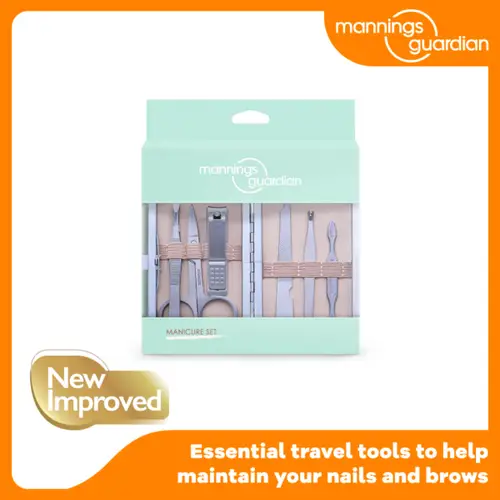 mannings
guardian
mannings
guardian
MANICURE SET
New
Improved
Essential travel tools to help
maintain your nails and brows